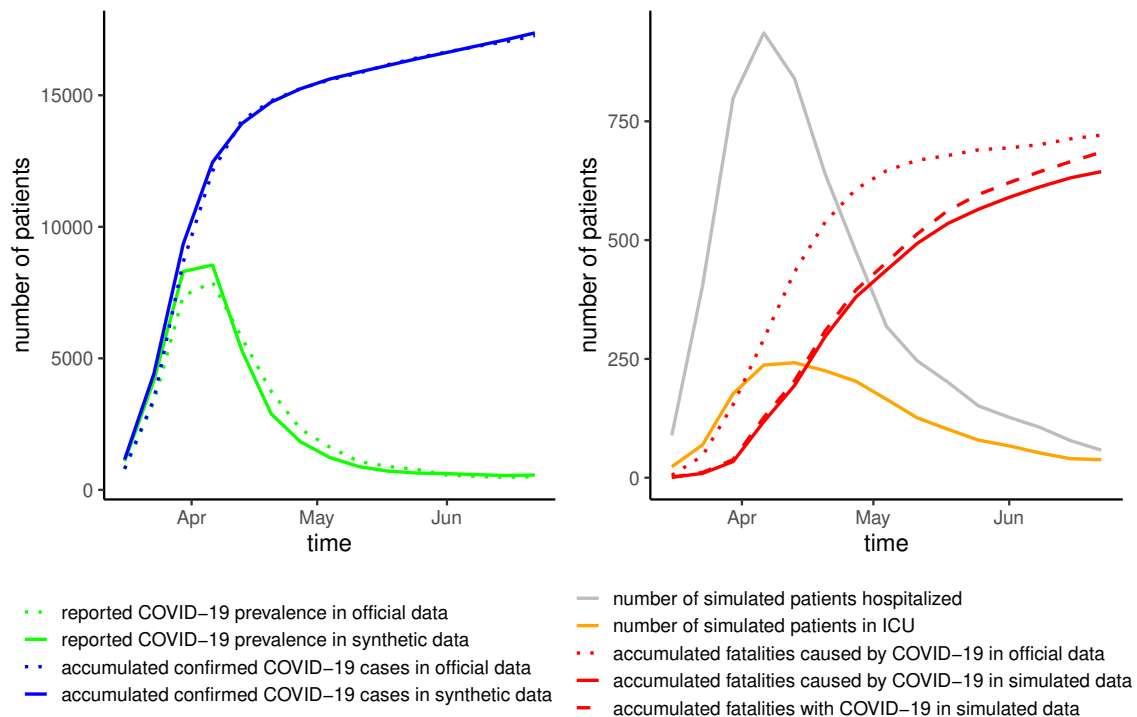 number of patients
15000
10000
5000
0
Apr
May
Jun
time
number of patients
750
500
250
0
Apr
May
Jun
time
reported COVID−19 prevalence in official data
reported COVID−19 prevalence in synthetic data
accumulated confirmed COVID−19 cases in official data
accumulated confirmed COVID−19 cases in synthetic data
number of simulated patients hospitalized
number of simulated patients in ICU
accumulated fatalities caused by COVID−19 in official data
accumulated fatalities caused by COVID−19 in simulated data
accumulated fatalities with COVID−19 in simulated data